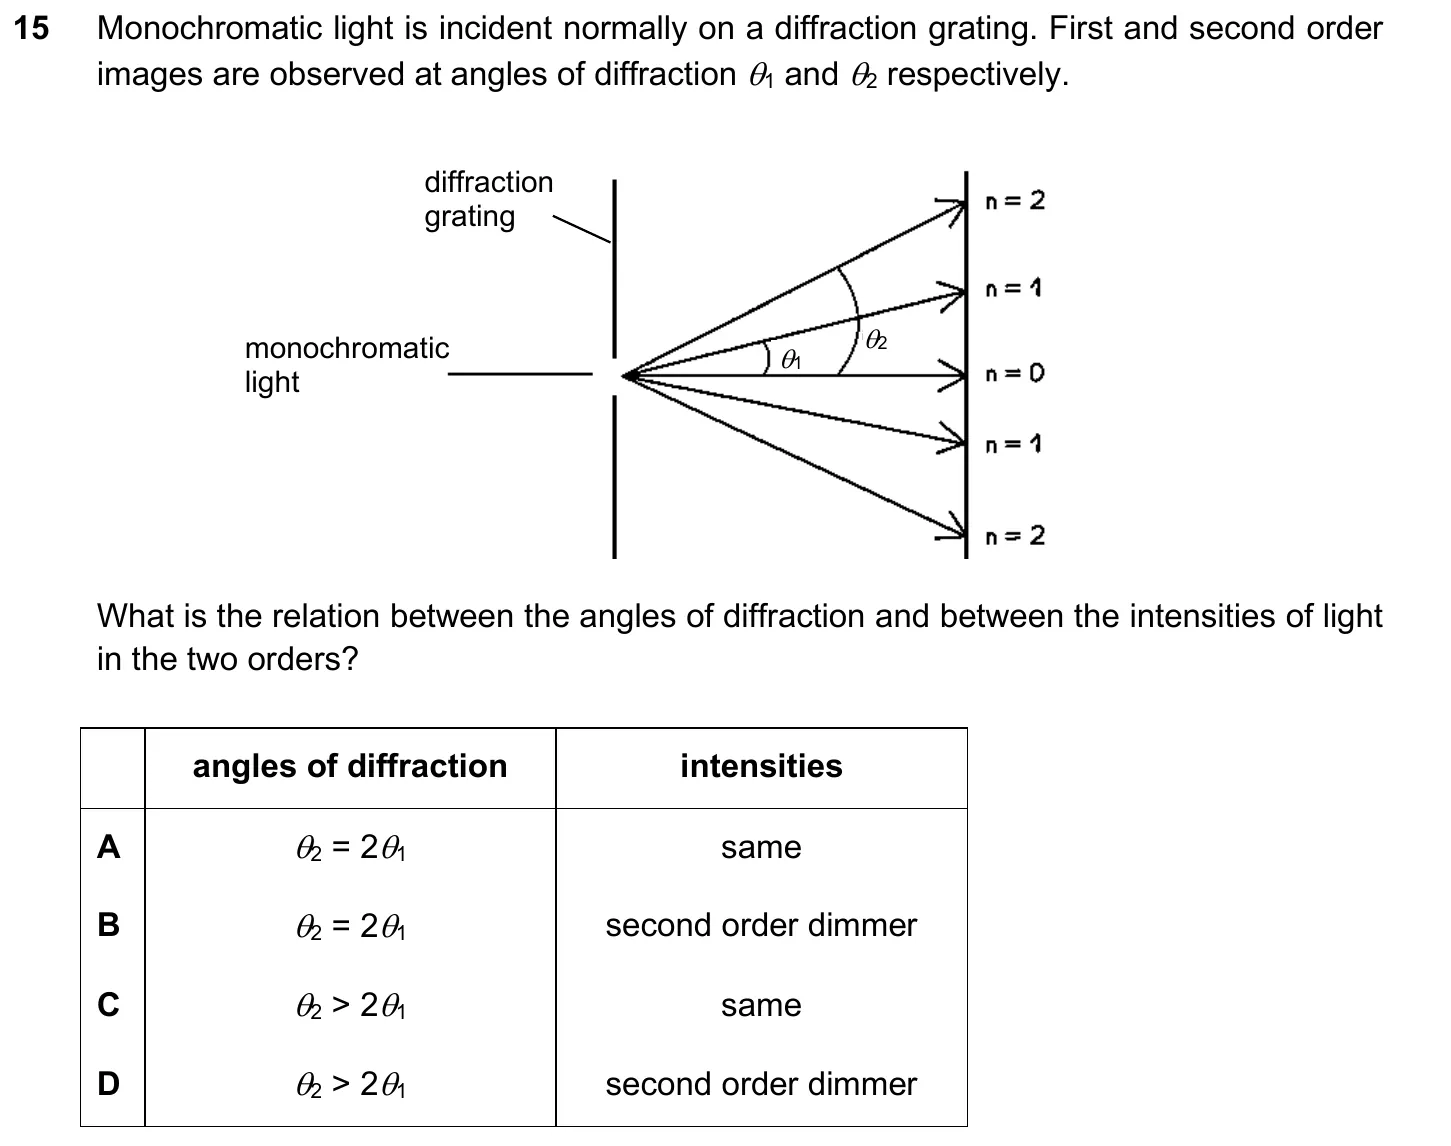 15 Monochromatic light is incident normally on a diffraction grating. First and second order
images are observed at angles of diffraction θ₁ and θ₂ respectively.
diffraction
grating
monochromatic
light
n = 2
n = 1
θ₂
θ₁
n = 0
n = 1
n = 2
What is the relation between the angles of diffraction and between the intensities of light
in the two orders?
angles of diffraction intensities
A θ₂ = 2θ₁ same
B θ₂ = 2θ₁ second order dimmer
C θ₂ > 2θ₁ same
D θ₂ > 2θ₁ second order dimmer